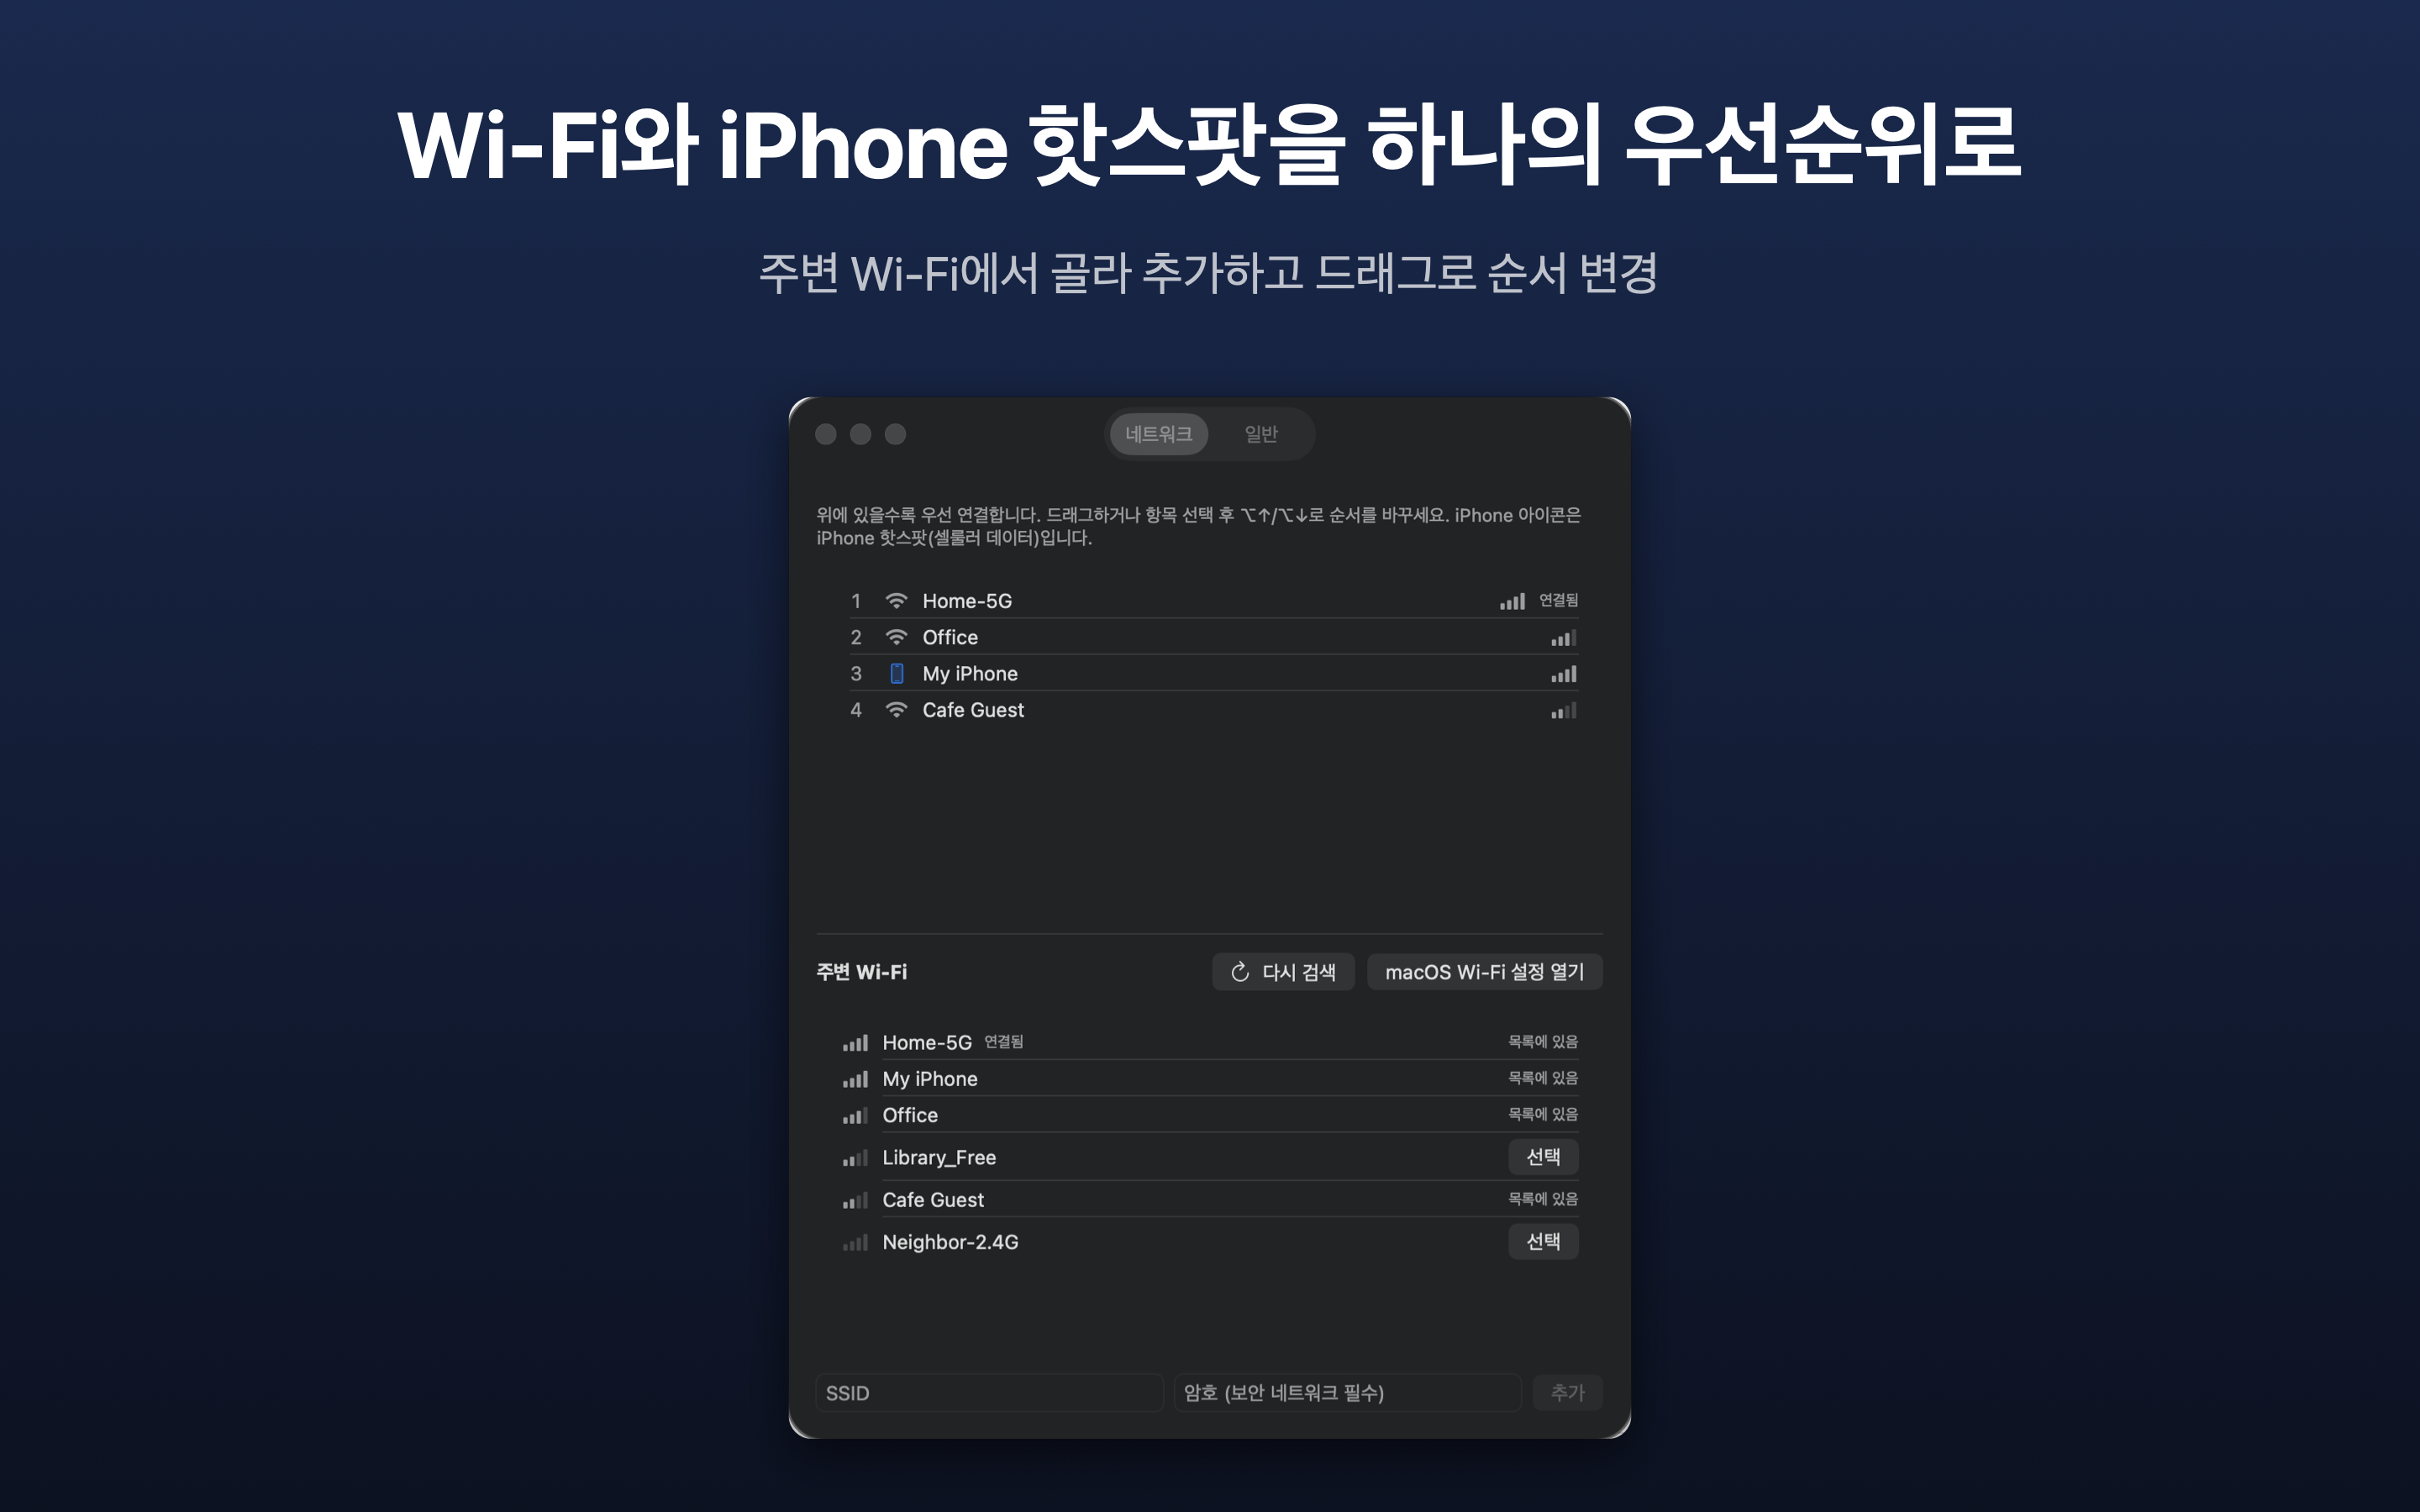 Wi-Fi와 iPhone 핫스팟을 하나의 우선순위로
주변 Wi-Fi에서 골라 추가하고 드래그로 순서 변경
네트워크 일반
위에 있을수록 우선 연결합니다. 드래그하거나 항목 선택 후 ⌥↑/⌥↓로 순서를 바꾸세요. iPhone 아이콘은
iPhone 핫스팟(셀룰러 데이터)입니다.
1 Home-5G 연결됨
2 Office
3 My iPhone
4 Cafe Guest
주변 Wi-Fi 다시 검색 macOS Wi-Fi 설정 열기
Home-5G 연결됨 목록에 있음
My iPhone 목록에 있음
Office 목록에 있음
Library_Free 선택
Cafe Guest 목록에 있음
Neighbor-2.4G 선택
SSID 암호 (보안 네트워크 필수) 추가